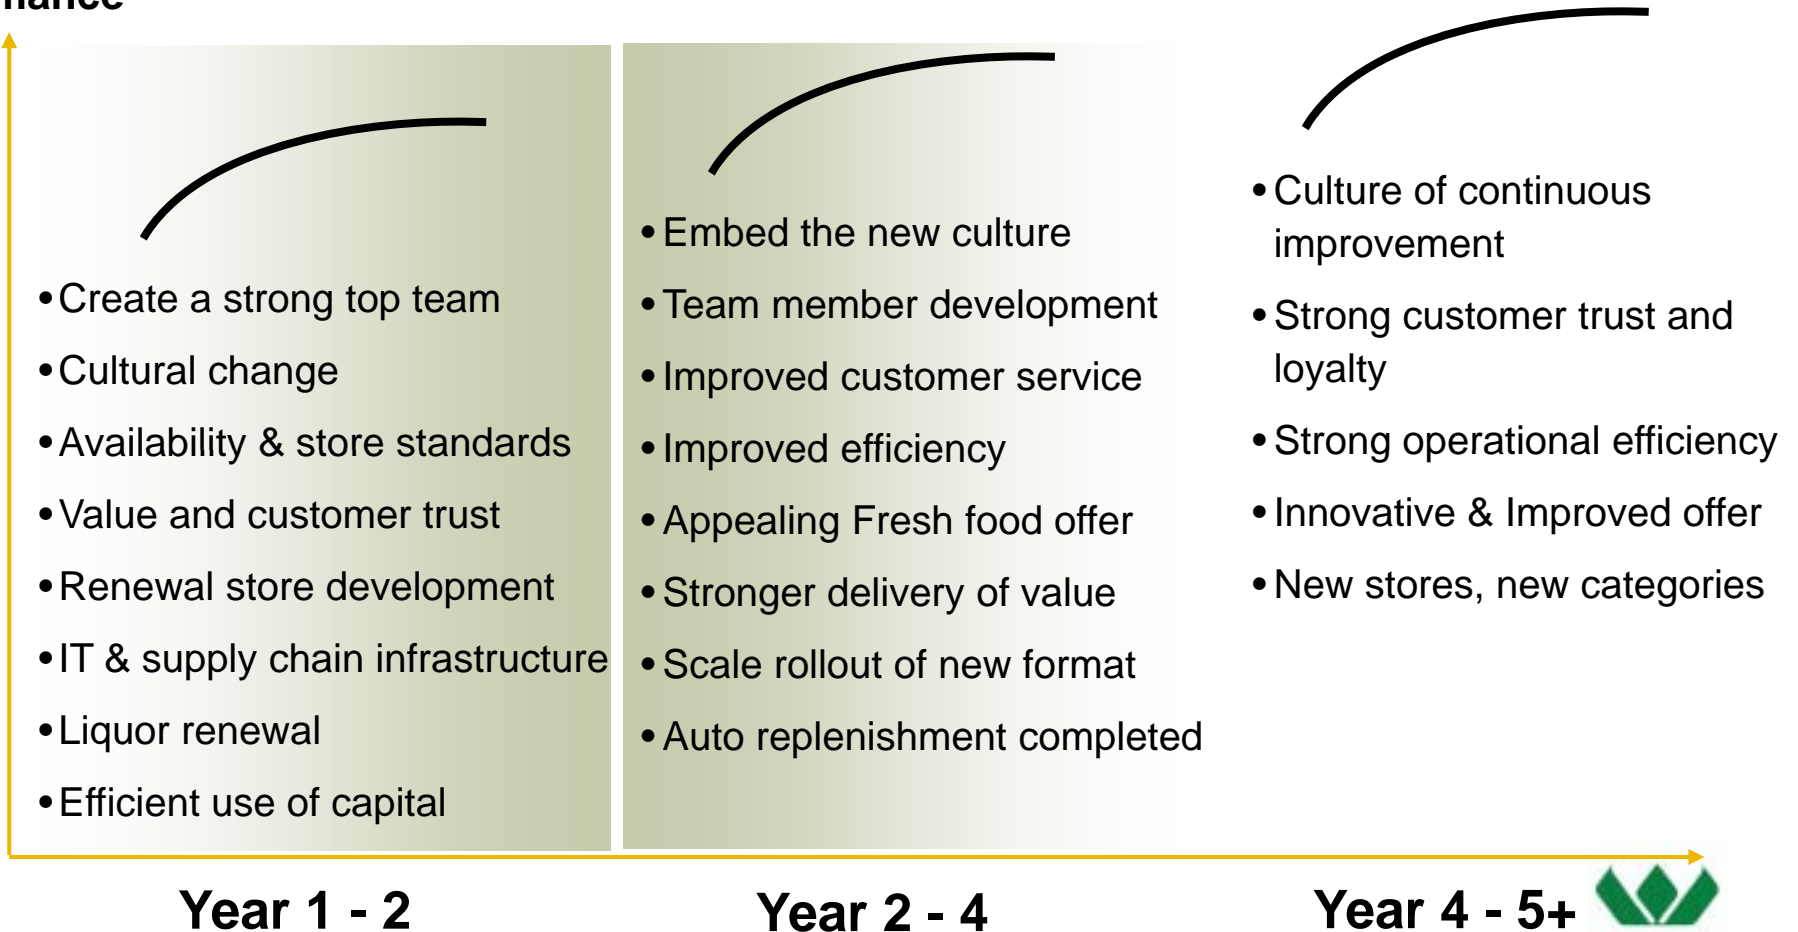 • Create a strong top team
• Cultural change
• Availability & store standards
• Value and customer trust
• Renewal store development
• IT & supply chain infrastructure
• Liquor renewal
• Efficient use of capital
• Embed the new culture
• Team member development
• Improved customer service
• Improved efficiency
• Appealing Fresh food offer
• Stronger delivery of value
• Scale rollout of new format
• Auto replenishment completed
• Culture of continuous
improvement
• Strong customer trust and
loyalty
• Strong operational efficiency
• Innovative & Improved offer
• New stores, new categories
Year 1 - 2
Year 2 - 4
Year 4 - 5+